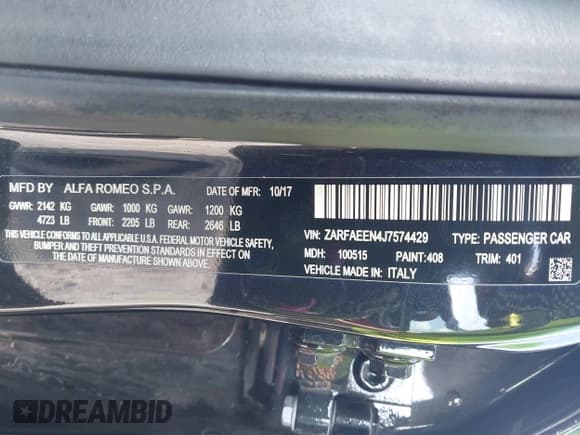 MFD BY ALFA ROMEO S.P.A. DATE OF MFR: 10/17
GVWR: 2142 KG GAWR: 1000 KG GAWR: 1200 KG
4723 LB FRONT: 2205 LB REAR: 2646 LB
THIS VEHICLE CONFORMS TO ALL APPLICABLE U.S.A. FEDERAL MOTOR VEHICLE SAFETY,
BUMPER AND THEFT PREVENTION STANDARDS IN EFFECT ON
THE DATE OF MANUFACTURE SHOWN ABOVE.
VIN: ZARFAEEN4J7574429 TYPE: PASSENGER CAR
MDH: 100515 PAINT: 408 TRIM: 401
VEHICLE MADE IN: ITALY
DREAMBID